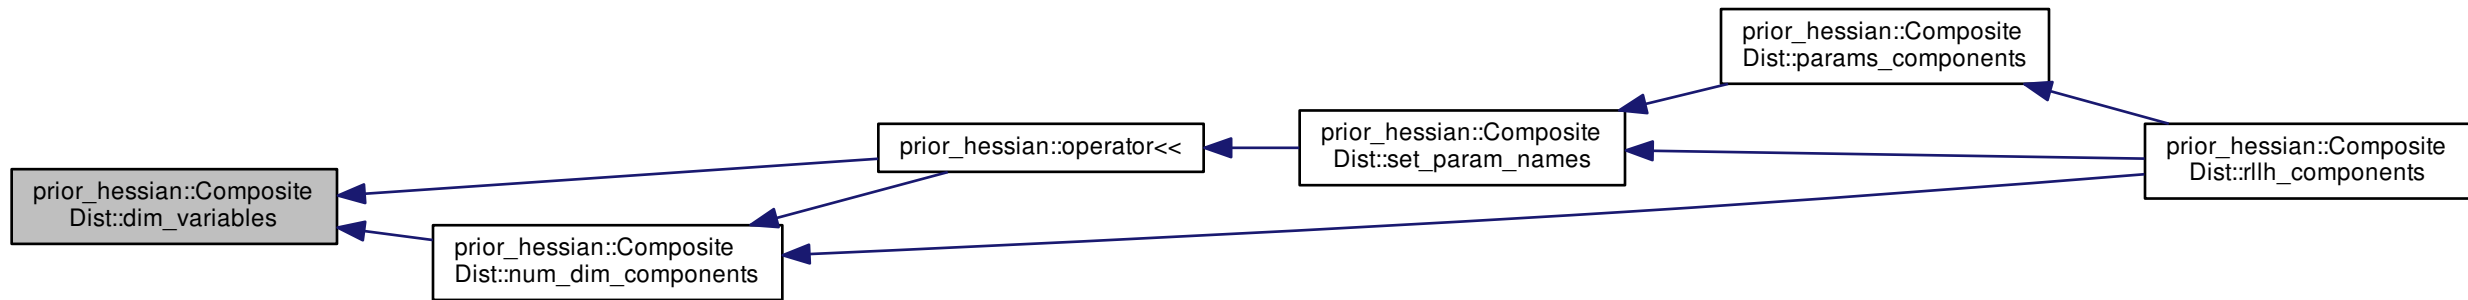 prior_hessian::Composite
Dist::dim_variables
prior_hessian::Composite
Dist::num_dim_components
prior_hessian::operator<<
prior_hessian::Composite
Dist::set_param_names
prior_hessian::Composite
Dist::params_components
prior_hessian::Composite
Dist::rllh_components